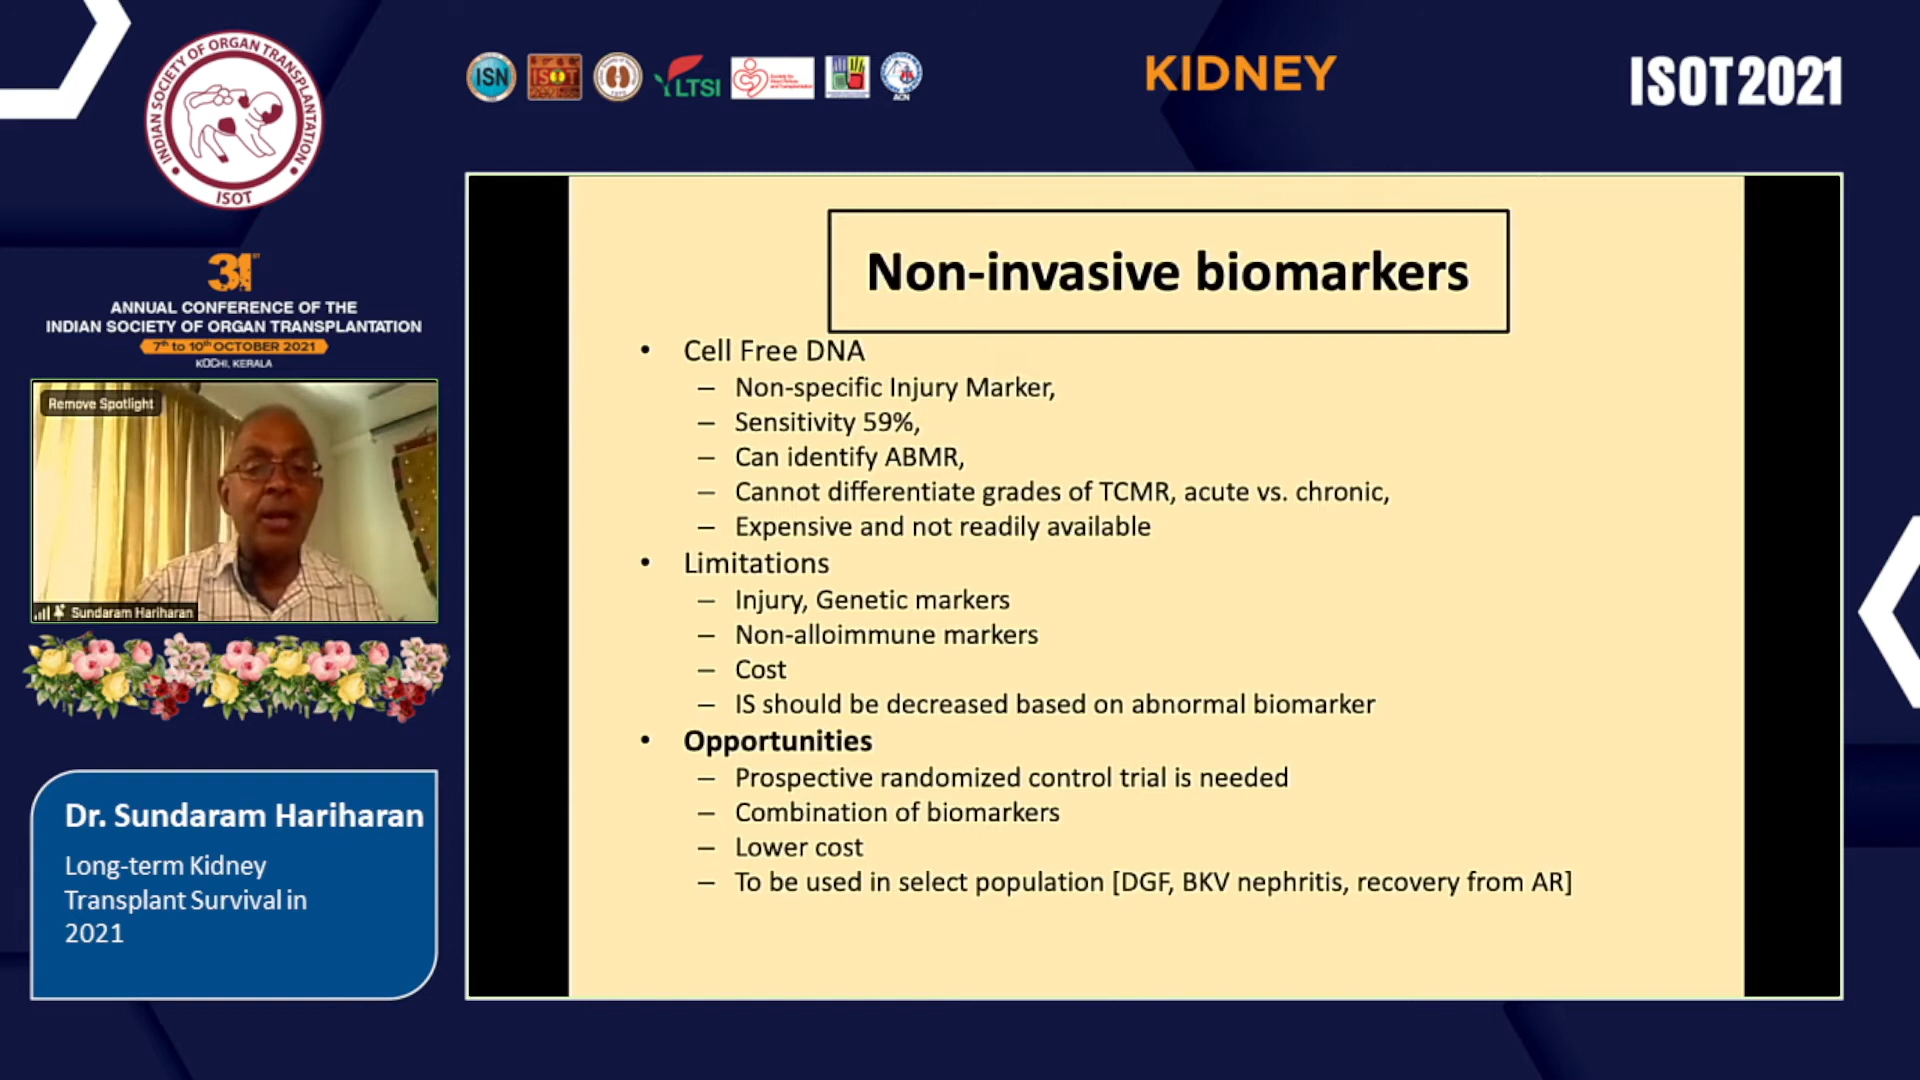 INDIAN SOCIETY OF ORGAN TRANSPLANTATION
ISOT
ISN
ISOT
LTSI
ACN
KIDNEY
ISOT2021
31ST
ANNUAL CONFERENCE OF THE
INDIAN SOCIETY OF ORGAN TRANSPLANTATION
7th to 10th OCTOBER 2021
KOCHI, KERALA
Remove Spotlight
Sundaram Hariharan
Dr. Sundaram Hariharan
Long-term Kidney
Transplant Survival in
2021
Non-invasive biomarkers
• Cell Free DNA
– Non-specific Injury Marker,
– Sensitivity 59%,
– Can identify ABMR,
– Cannot differentiate grades of TCMR, acute vs. chronic,
– Expensive and not readily available
• Limitations
– Injury, Genetic markers
– Non-alloimmune markers
– Cost
– IS should be decreased based on abnormal biomarker
• Opportunities
– Prospective randomized control trial is needed
– Combination of biomarkers
– Lower cost
– To be used in select population [DGF, BKV nephritis, recovery from AR]